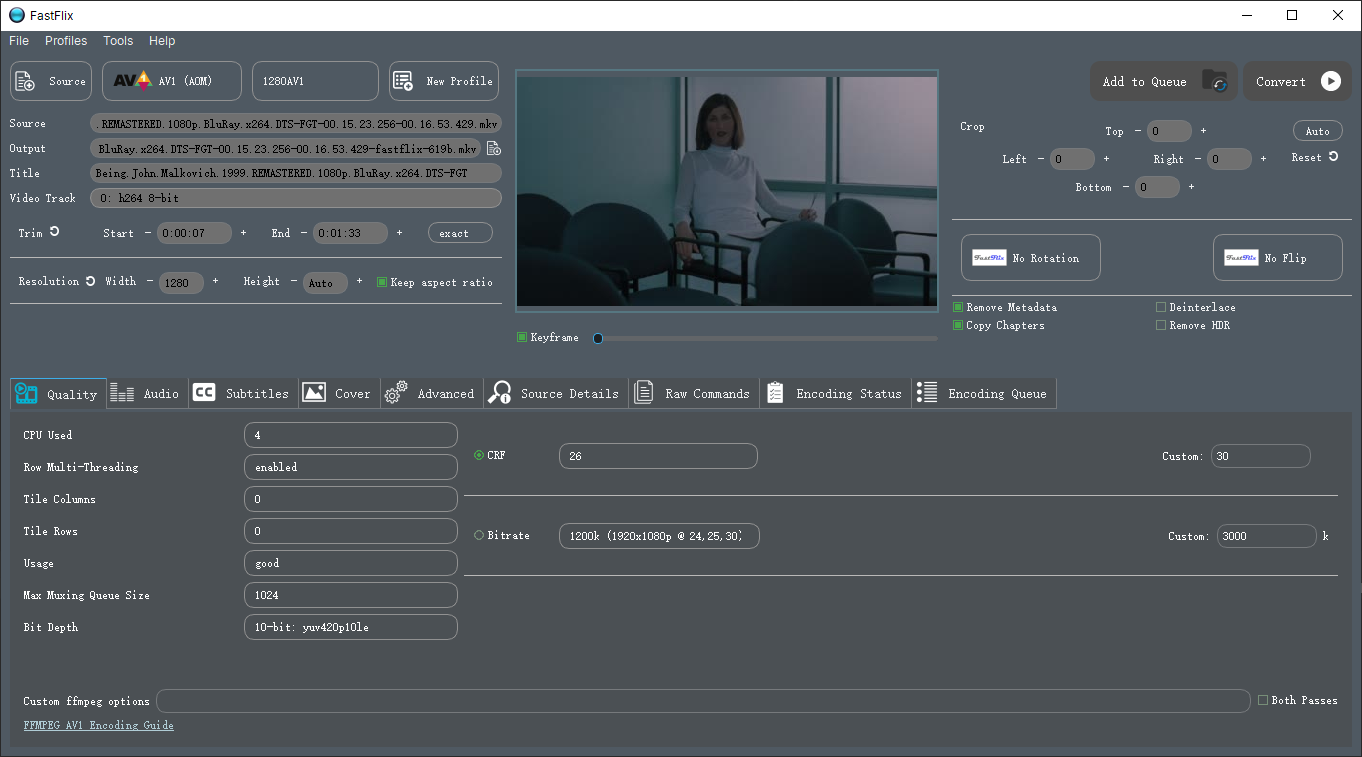 FastFlix
File Profiles Tools Help
Source AV1 AV1 (AOM) 1280AV1 New Profile Add to Queue Convert
Source .REMASTERED.1080p.BluRay.x264.DTS-FGT-00.15.23.256-00.16.53.429.mkv
Output BluRay.x264.DTS-FGT-00.15.23.256-00.16.53.429-fastflix-619b.mkv
Title Being.John.Malkovich.1999.REMASTERED.1080p.BluRay.x264.DTS-FGT
Video Track 0: h264 8-bit
Trim Start - 0:00:07 + End - 0:01:33 + exact
Resolution Width - 1280 + Height - Auto + Keep aspect ratio
Keyframe
Crop Top - 0 + Auto
Left - 0 + Right - 0 + Reset
Bottom - 0 +
FastFlix No Rotation FastFlix No Flip
Remove Metadata Deinterlace
Copy Chapters Remove HDR
Quality Audio CC Subtitles Cover Advanced Source Details Raw Commands Encoding Status Encoding Queue
CPU Used 4
Row Multi-Threading enabled
Tile Columns 0
Tile Rows 0
Usage good
Max Muxing Queue Size 1024
Bit Depth 10-bit: yuv420p10le
CRF 26 Custom: 30
Bitrate 1200k (1920x1080p @ 24,25,30) Custom: 3000 k
Custom ffmpeg options Both Passes
FFMPEG AV1 Encoding Guide